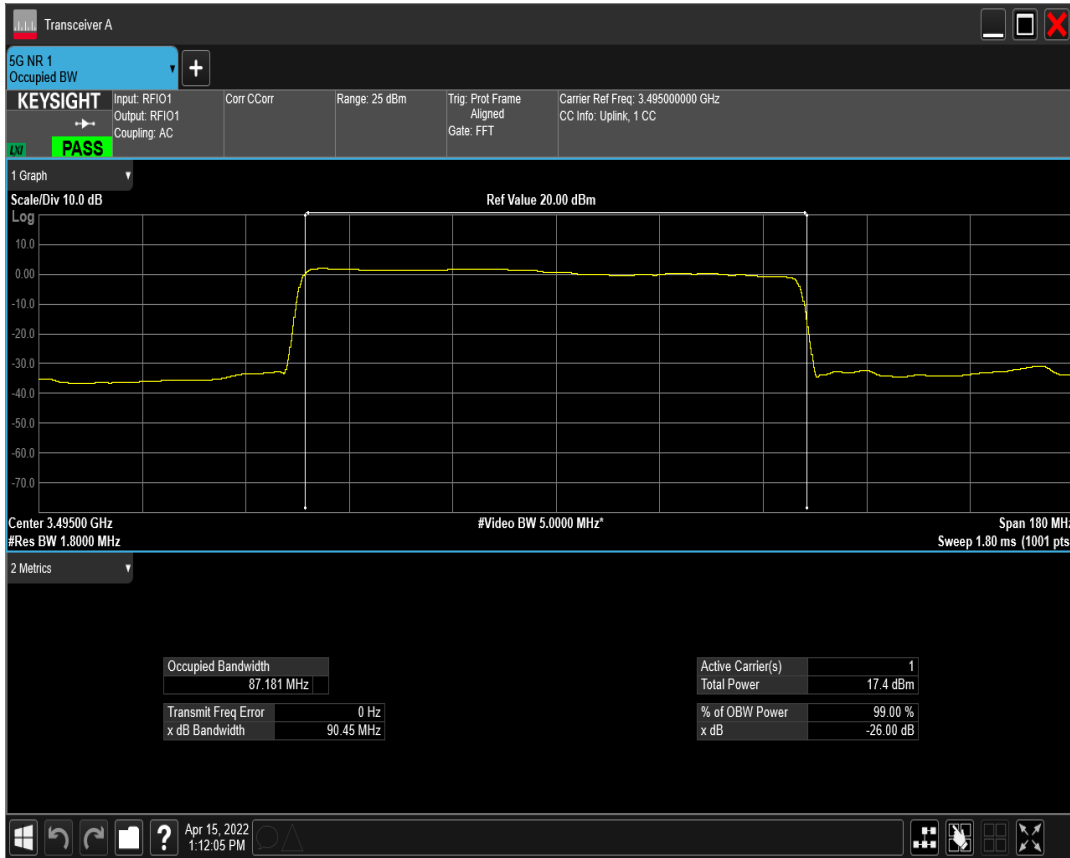 Transceiver A
5G NR 1
Occupied BW
KEYSIGHT
LXI
PASS
Input: RFIO1
Output: RFIO1
Coupling: AC
Corr CCorr
Range: 25 dBm
Trig: Prot Frame
Aligned
Gate: FFT
Carrier Ref Freq: 3.495000000 GHz
CC Info: Uplink, 1 CC
1 Graph
Scale/Div 10.0 dB
Ref Value 20.00 dBm
Log
10.0
0.00
-10.0
-20.0
-30.0
-40.0
-50.0
-60.0
-70.0
Center 3.49500 GHz
#Video BW 5.0000 MHz*
Span 180 MHz
#Res BW 1.8000 MHz
Sweep 1.80 ms (1001 pts
2 Metrics
Occupied Bandwidth
87.181 MHz
Transmit Freq Error 0 Hz
x dB Bandwidth 90.45 MHz
Active Carrier(s) 1
Total Power 17.4 dBm
% of OBW Power 99.00 %
x dB -26.00 dB
?
Apr 15, 2022
1:12:05 PM